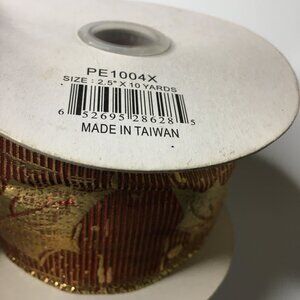 PE1004X
SIZE : 2.5" X 10 YARDS
6 52695 28628 5
MADE IN TAIWAN